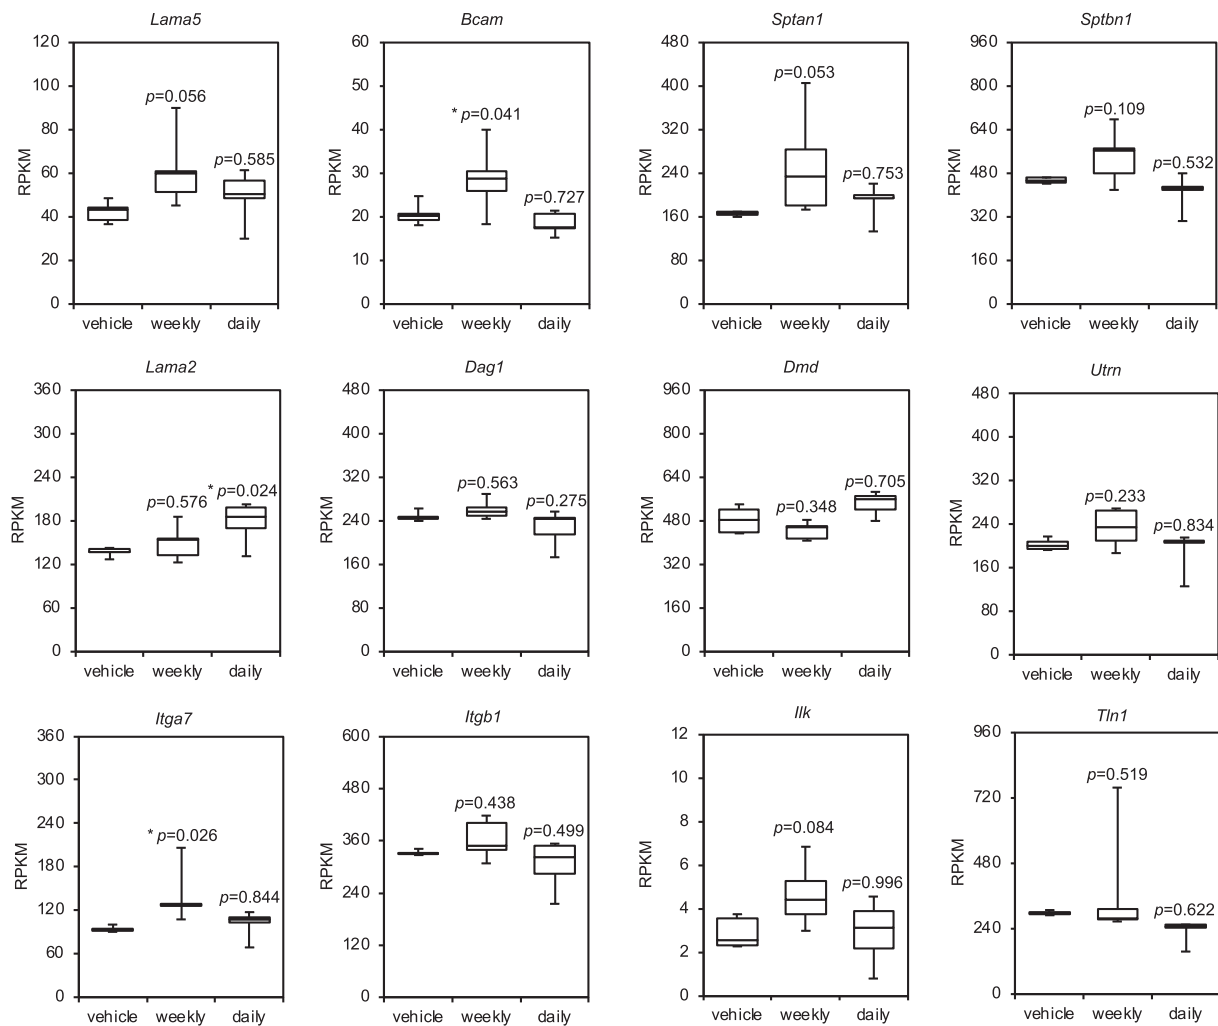 Lama5
Bcam
Sptan1
Sptbn1
120
100
80
60
40
20
0
RPKM
p=0.056
p=0.585
vehicle weekly daily
60
50
40
30
20
10
0
RPKM
* p=0.041
p=0.727
vehicle weekly daily
480
400
320
240
160
80
0
RPKM
p=0.053
p=0.753
vehicle weekly daily
960
800
640
480
320
160
0
RPKM
p=0.109
p=0.532
vehicle weekly daily
Lama2
Dag1
Dmd
Utrn
360
300
240
180
120
60
0
RPKM
p=0.576
* p=0.024
vehicle weekly daily
480
400
320
240
160
80
0
RPKM
p=0.563
p=0.275
vehicle weekly daily
960
800
640
480
320
160
0
RPKM
p=0.348
p=0.705
vehicle weekly daily
480
400
320
240
160
80
0
RPKM
p=0.233
p=0.834
vehicle weekly daily
Itga7
Itgb1
Ilk
Tln1
360
300
240
180
120
60
0
RPKM
* p=0.026
p=0.844
vehicle weekly daily
600
480
360
240
120
0
RPKM
p=0.438
p=0.499
vehicle weekly daily
12
10
8
6
4
2
0
RPKM
p=0.084
p=0.996
vehicle weekly daily
960
720
480
240
0
RPKM
p=0.519
p=0.622
vehicle weekly daily